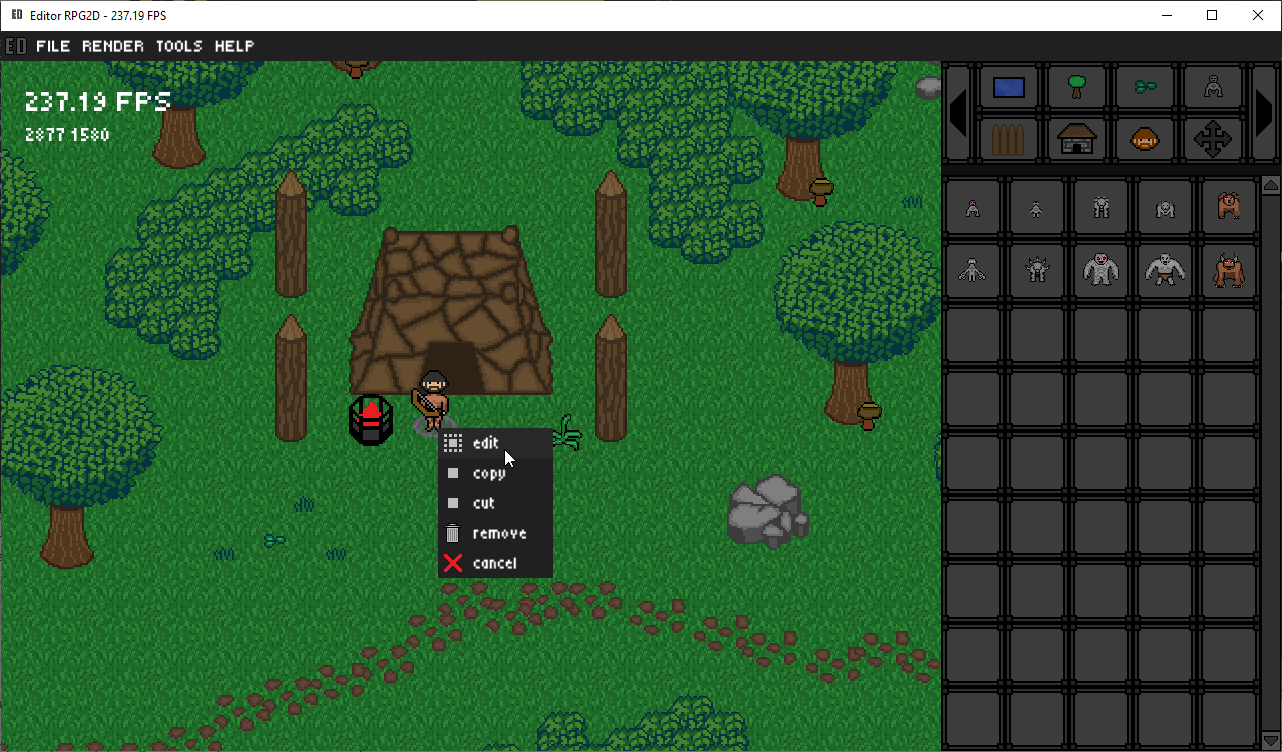 ED Editor RPG2D - 237.19 FPS
ED FILE RENDER TOOLS HELP
237.19 FPS
2877 1580
edit
copy
cut
remove
cancel